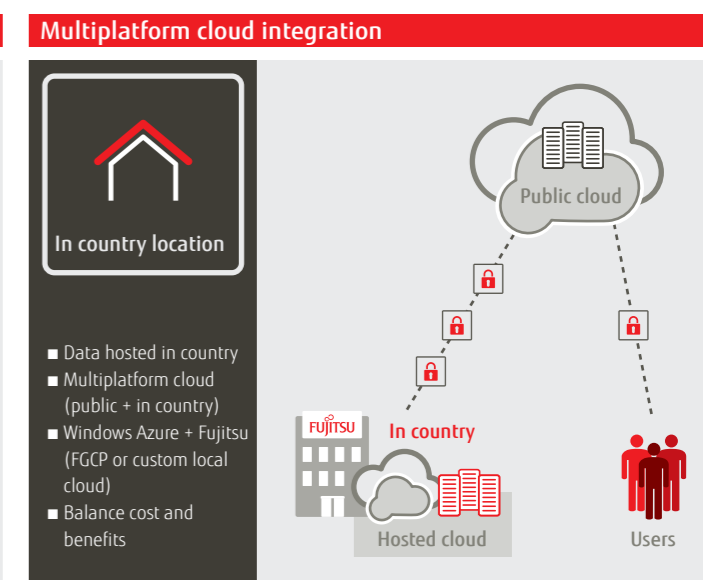 Multiplatform cloud integration
In country location
■ Data hosted in country
■ Multiplatform cloud
(public + in country)
■ Windows Azure + Fujitsu
(FGCP or custom local
cloud)
■ Balance cost and
benefits
Public cloud
FUJITSU
In country
Hosted cloud
Users